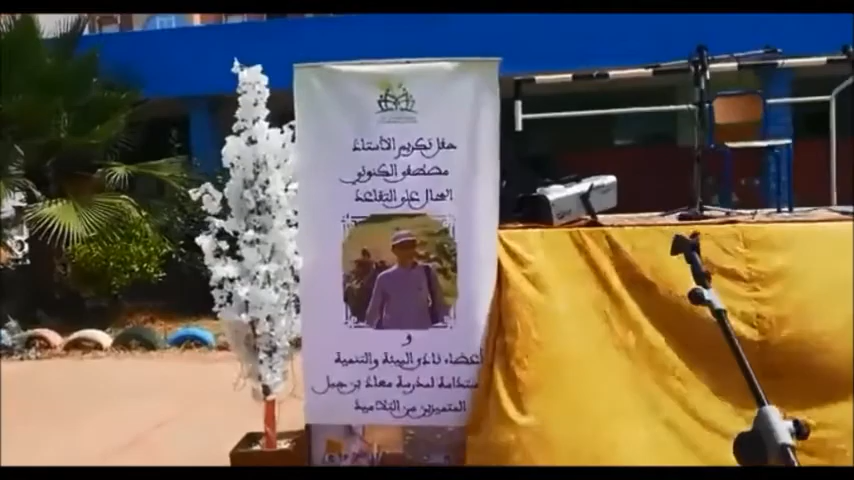 حفل تكريم الأستاذ
مصطفى الكنوني
المحال على التقاعد
و
أعضاء نادي البيئة والتنمية
مستدامة لمدرسة معاذ بن جبل
المتميزين من التلاميذ